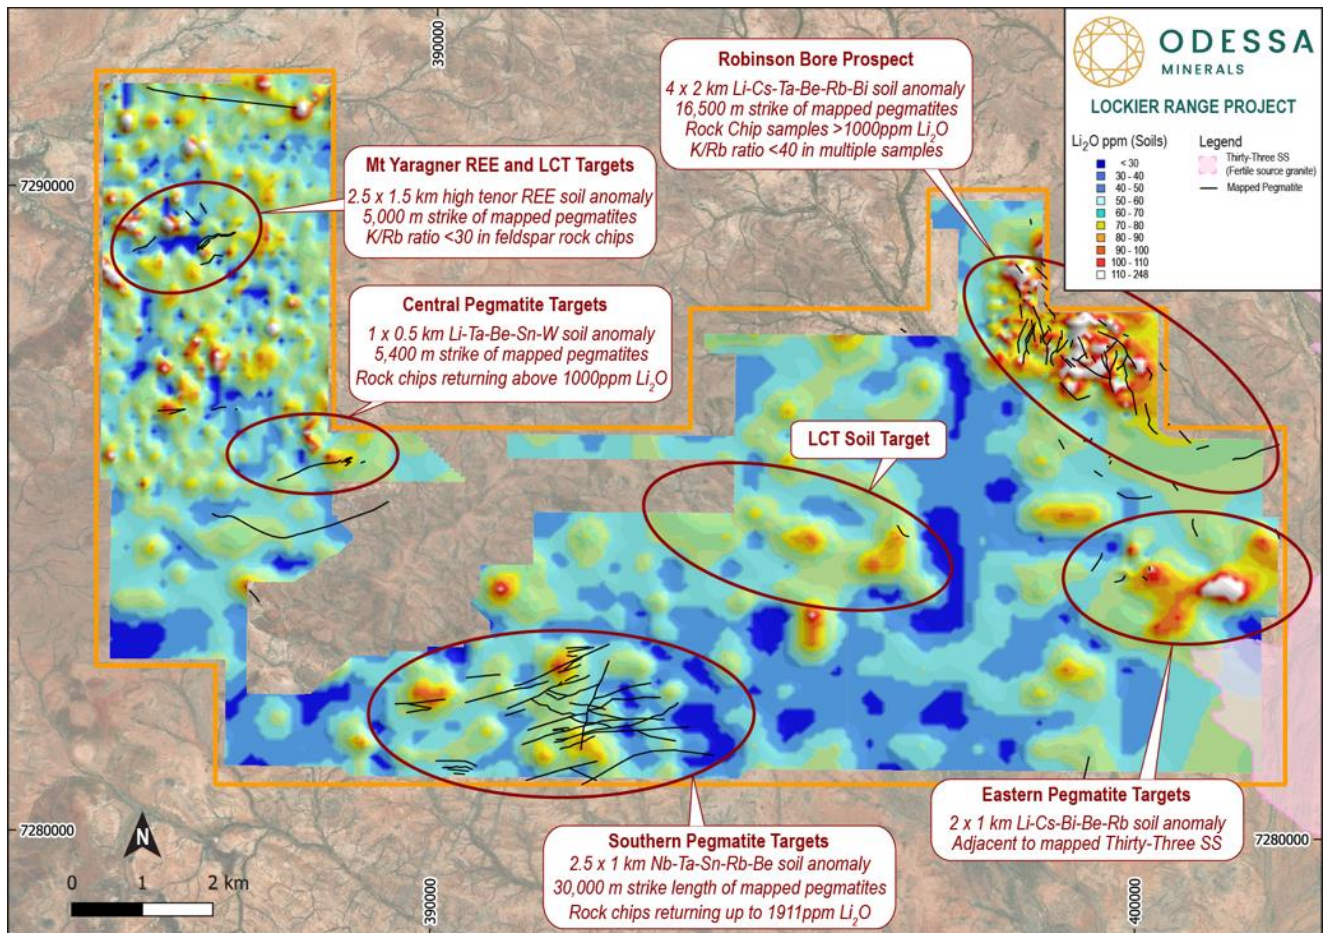 390000
ODESSA
MINERALS
LOCKIER RANGE PROJECT
Li₂O ppm (Soils)
< 30
30 - 40
40 - 50
50 - 60
60 - 70
70 - 80
80 - 90
90 - 100
100 - 110
110 - 248
Legend
Thirty-Three SS
(Fertile source granite)
Mapped Pegmatite
Robinson Bore Prospect
4 x 2 km Li-Cs-Ta-Be-Rb-Bi soil anomaly
16,500 m strike of mapped pegmatites
Rock Chip samples >1000ppm Li₂O
K/Rb ratio <40 in multiple samples
Mt Yaragner REE and LCT Targets
2.5 x 1.5 km high tenor REE soil anomaly
5,000 m strike of mapped pegmatites
K/Rb ratio <30 in feldspar rock chips
7290000
Central Pegmatite Targets
1 x 0.5 km Li-Ta-Be-Sn-W soil anomaly
5,400 m strike of mapped pegmatites
Rock chips returning above 1000ppm Li₂O
LCT Soil Target
Eastern Pegmatite Targets
2 x 1 km Li-Cs-Bi-Be-Rb soil anomaly
Adjacent to mapped Thirty-Three SS
Southern Pegmatite Targets
2.5 x 1 km Nb-Ta-Sn-Rb-Be soil anomaly
30,000 m strike length of mapped pegmatites
Rock chips returning up to 1911ppm Li₂O
7280000
7280000
N
0 1 2 km
390000
400000